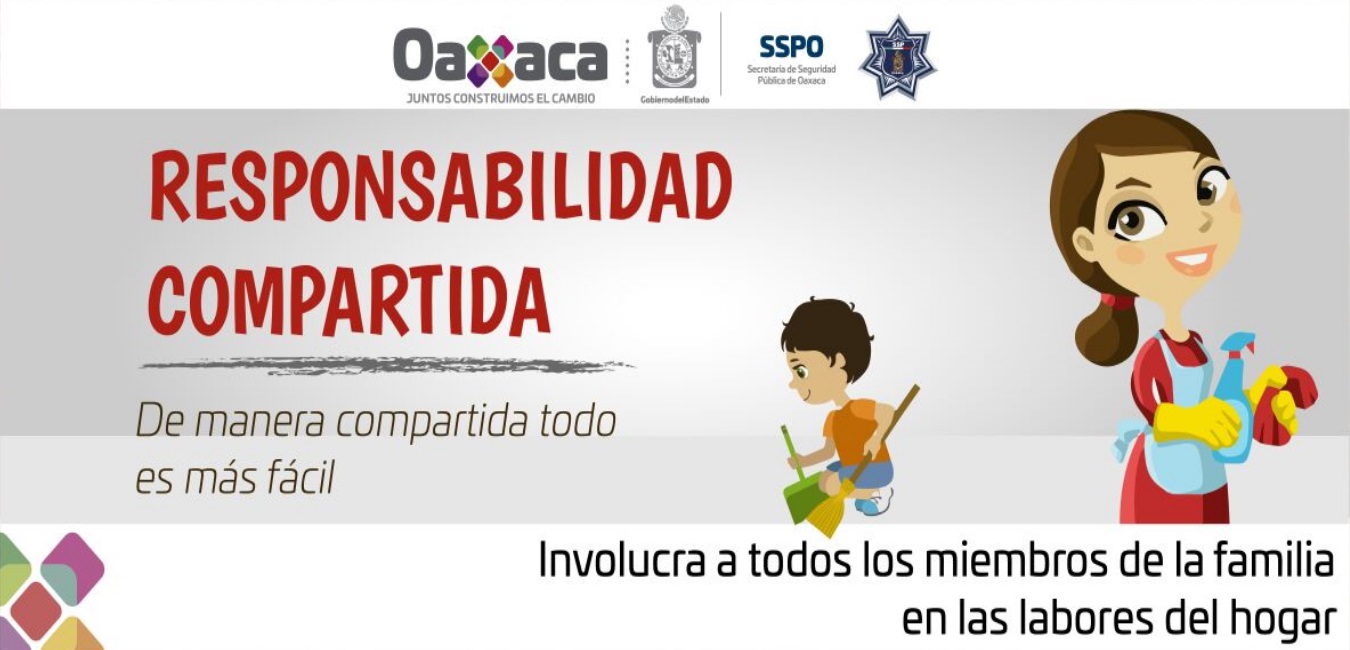 Oaxaca
JUNTOS CONSTRUIMOS EL CAMBIO
GobiernodelEstado
SSPO
Secretaría de Seguridad
Pública de Oaxaca
SSP
RESPONSABILIDAD
COMPARTIDA
De manera compartida todo
es más fácil
Involucra a todos los miembros de la familia
en las labores del hogar